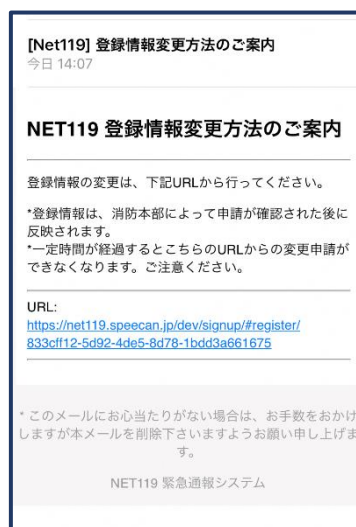 [Net119] 登録情報変更方法のご案内
今日 14:07
NET119 登録情報変更方法のご案内
登録情報の変更は、下記URLから行ってください。
*登録情報は、消防本部によって申請が確認された後に
反映されます。
*一定時間が経過するとこちらのURLからの変更申請が
できなくなります。ご注意ください。
URL:
https://net119.speecan.jp/dev/signup/#register/
833cff12-5d92-4de5-8d78-1bdd3a661675
* このメールにお心当たりがない場合は、お手数をおかけ
しますが本メールを削除下さいますようお願い申し上げま
す。
NET119 緊急通報システム